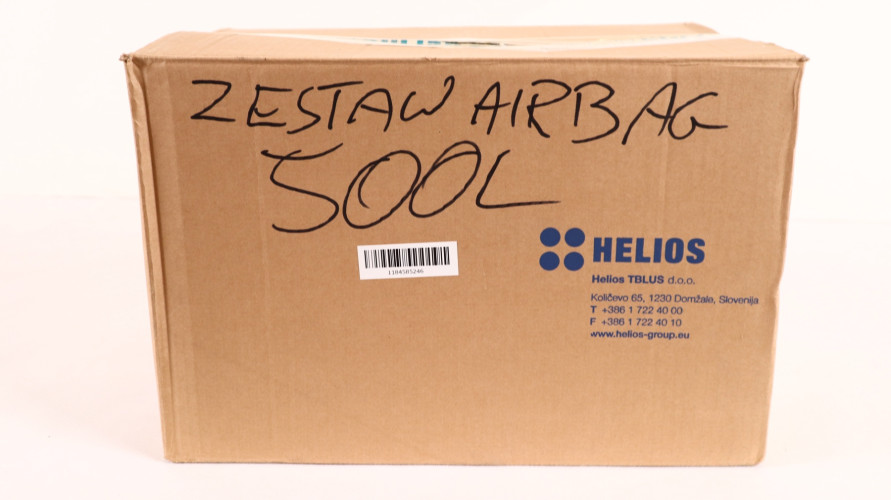 ZESTAW AIRBAG
500L
1184585246
HELIOS
Helios TBLUS d.o.o.
Količevo 65, 1230 Domžale, Slovenija
T +386 1 722 40 00
F +386 1 722 40 10
www.helios-group.eu